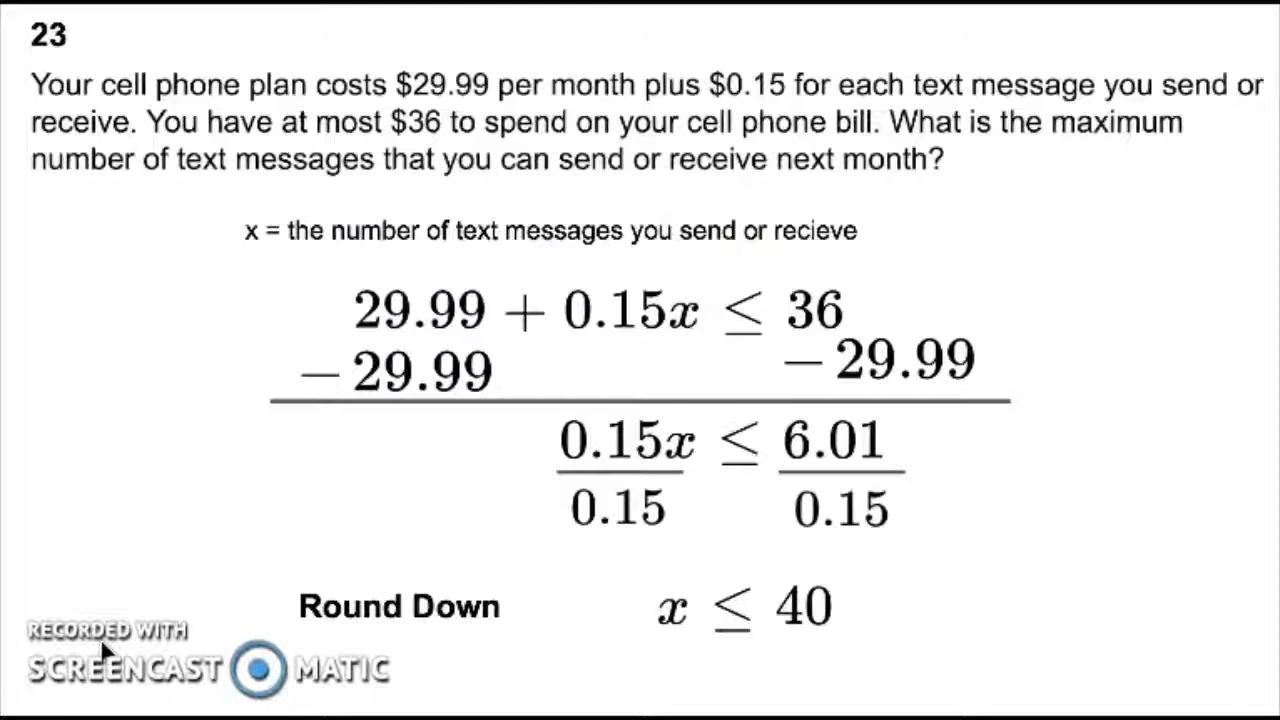 23
Your cell phone plan costs $29.99 per month plus $0.15 for each text message you send or
receive. You have at most $36 to spend on your cell phone bill. What is the maximum
number of text messages that you can send or receive next month?
x = the number of text messages you send or recieve
29.99 + 0.15x ≤ 36
− 29.99 − 29.99
0.15x ≤ 6.01
0.15 0.15
Round Down x ≤ 40
RECORDED WITH
SCREENCAST MATIC